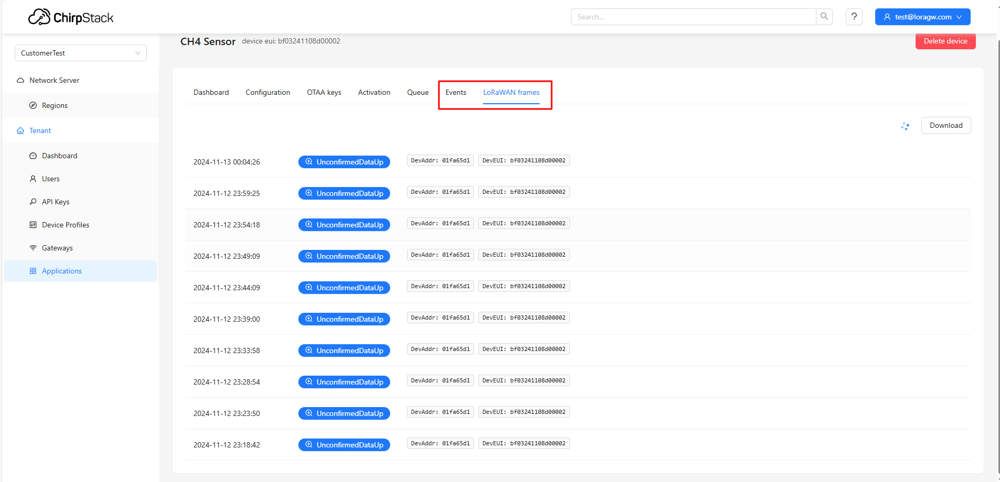 ChirpStack
Search...
?
test@loragw.com
CH4 Sensor device eui: bf03241108d00002
Delete device
CustomerTest
Network Server
Regions
Tenant
Dashboard
Users
API Keys
Device Profiles
Gateways
Applications
Dashboard Configuration OTAA keys Activation Queue Events LoRaWAN frames
Download
2024-11-13 00:04:26 UnconfirmedDataUp DevAddr: 01fa65d1 DevEUI: bf03241108d00002
2024-11-12 23:59:25 UnconfirmedDataUp DevAddr: 01fa65d1 DevEUI: bf03241108d00002
2024-11-12 23:54:18 UnconfirmedDataUp DevAddr: 01fa65d1 DevEUI: bf03241108d00002
2024-11-12 23:49:09 UnconfirmedDataUp DevAddr: 01fa65d1 DevEUI: bf03241108d00002
2024-11-12 23:44:09 UnconfirmedDataUp DevAddr: 01fa65d1 DevEUI: bf03241108d00002
2024-11-12 23:39:00 UnconfirmedDataUp DevAddr: 01fa65d1 DevEUI: bf03241108d00002
2024-11-12 23:33:58 UnconfirmedDataUp DevAddr: 01fa65d1 DevEUI: bf03241108d00002
2024-11-12 23:28:54 UnconfirmedDataUp DevAddr: 01fa65d1 DevEUI: bf03241108d00002
2024-11-12 23:23:50 UnconfirmedDataUp DevAddr: 01fa65d1 DevEUI: bf03241108d00002
2024-11-12 23:18:42 UnconfirmedDataUp DevAddr: 01fa65d1 DevEUI: bf03241108d00002